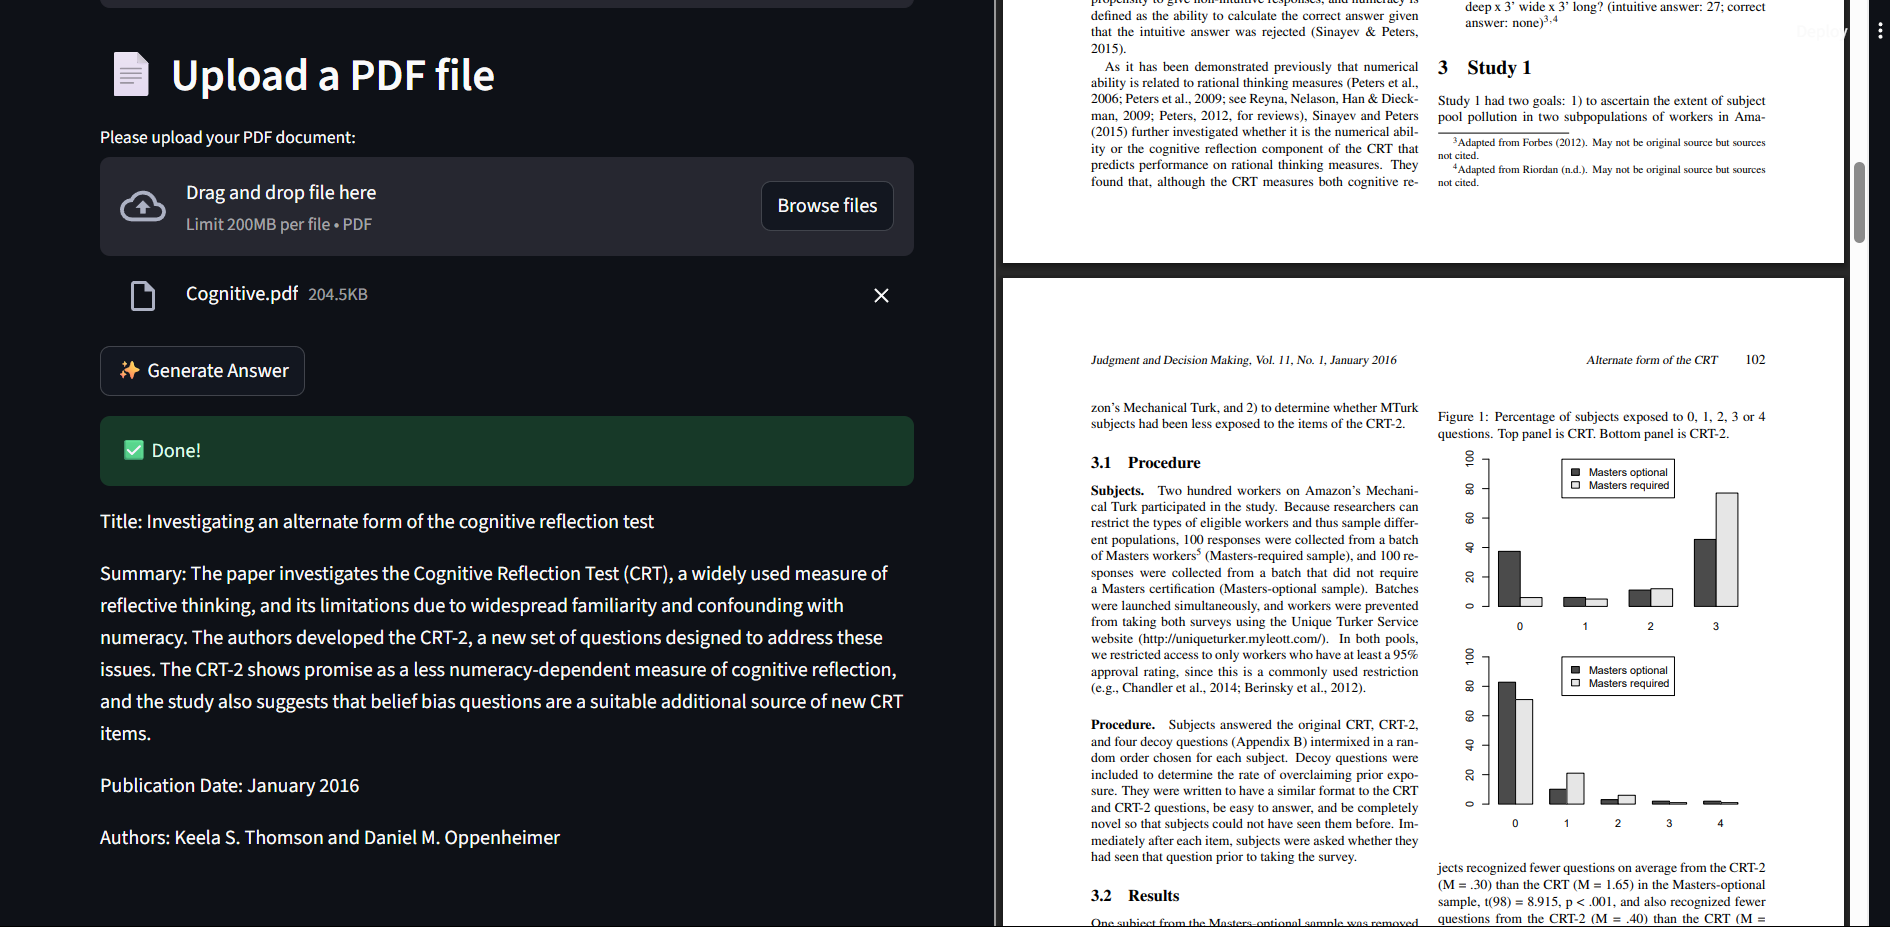 Upload a PDF file
Please upload your PDF document:
Drag and drop file here
Limit 200MB per file • PDF
Browse files
Cognitive.pdf 204.5KB
✨ Generate Answer
✅ Done!
Title: Investigating an alternate form of the cognitive reflection test
Summary: The paper investigates the Cognitive Reflection Test (CRT), a widely used measure of
reflective thinking, and its limitations due to widespread familiarity and confounding with
numeracy. The authors developed the CRT-2, a new set of questions designed to address these
issues. The CRT-2 shows promise as a less numeracy-dependent measure of cognitive reflection,
and the study also suggests that belief bias questions are a suitable additional source of new CRT
items.
Publication Date: January 2016
Authors: Keela S. Thomson and Daniel M. Oppenheimer
propensity to give non-intuitive responses, and numeracy is
defined as the ability to calculate the correct answer given
that the intuitive answer was rejected (Sinayev & Peters,
2015).
As it has been demonstrated previously that numerical
ability is related to rational thinking measures (Peters et al.,
2006; Peters et al., 2009; see Reyna, Nelason, Han & Dieck-
man, 2009; Peters, 2012, for reviews), Sinayev and Peters
(2015) further investigated whether it is the numerical abil-
ity or the cognitive reflection component of the CRT that
predicts performance on rational thinking measures. They
found that, although the CRT measures both cognitive re-
deep x 3' wide x 3' long? (intuitive answer: 27; correct
answer: none)3,4
3 Study 1
Study 1 had two goals: 1) to ascertain the extent of subject
pool pollution in two subpopulations of workers in Ama-
3Adapted from Forbes (2012). May not be original source but sources
not cited.
4Adapted from Riordan (n.d.). May not be original source but sources
not cited.
Judgment and Decision Making, Vol. 11, No. 1, January 2016
Alternate form of the CRT 102
zon's Mechanical Turk, and 2) to determine whether MTurk
subjects had been less exposed to the items of the CRT-2.
3.1 Procedure
Subjects. Two hundred workers on Amazon's Mechani-
cal Turk participated in the study. Because researchers can
restrict the types of eligible workers and thus sample differ-
ent populations, 100 responses were collected from a batch
of Masters workers5 (Masters-required sample), and 100 re-
sponses were collected from a batch that did not require
a Masters certification (Masters-optional sample). Batches
were launched simultaneously, and workers were prevented
from taking both surveys using the Unique Turker Service
website (http://uniqueturker.myleott.com/). In both pools,
we restricted access to only workers who have at least a 95%
approval rating, since this is a commonly used restriction
(e.g., Chandler et al., 2014; Berinsky et al., 2012).
Procedure. Subjects answered the original CRT, CRT-2,
and four decoy questions (Appendix B) intermixed in a ran-
dom order chosen for each subject. Decoy questions were
included to determine the rate of overclaiming prior expo-
sure. They were written to have a similar format to the CRT
and CRT-2 questions, be easy to answer, and be completely
novel so that subjects could not have seen them before. Im-
mediately after each item, subjects were asked whether they
had seen that question prior to taking the survey.
3.2 Results
One subject from the Masters-optional sample was removed
Figure 1: Percentage of subjects exposed to 0, 1, 2, 3 or 4
questions. Top panel is CRT. Bottom panel is CRT-2.
Masters optional
Masters required
100
80
60
40
20
0
0 1 2 3
Masters optional
Masters required
100
80
60
40
20
0
0 1 2 3 4
jects recognized fewer questions on average from the CRT-2
(M = .30) than the CRT (M = 1.65) in the Masters-optional
sample, t(98) = 8.915, p < .001, and also recognized fewer
questions from the CRT-2 (M = .40) than the CRT (M =